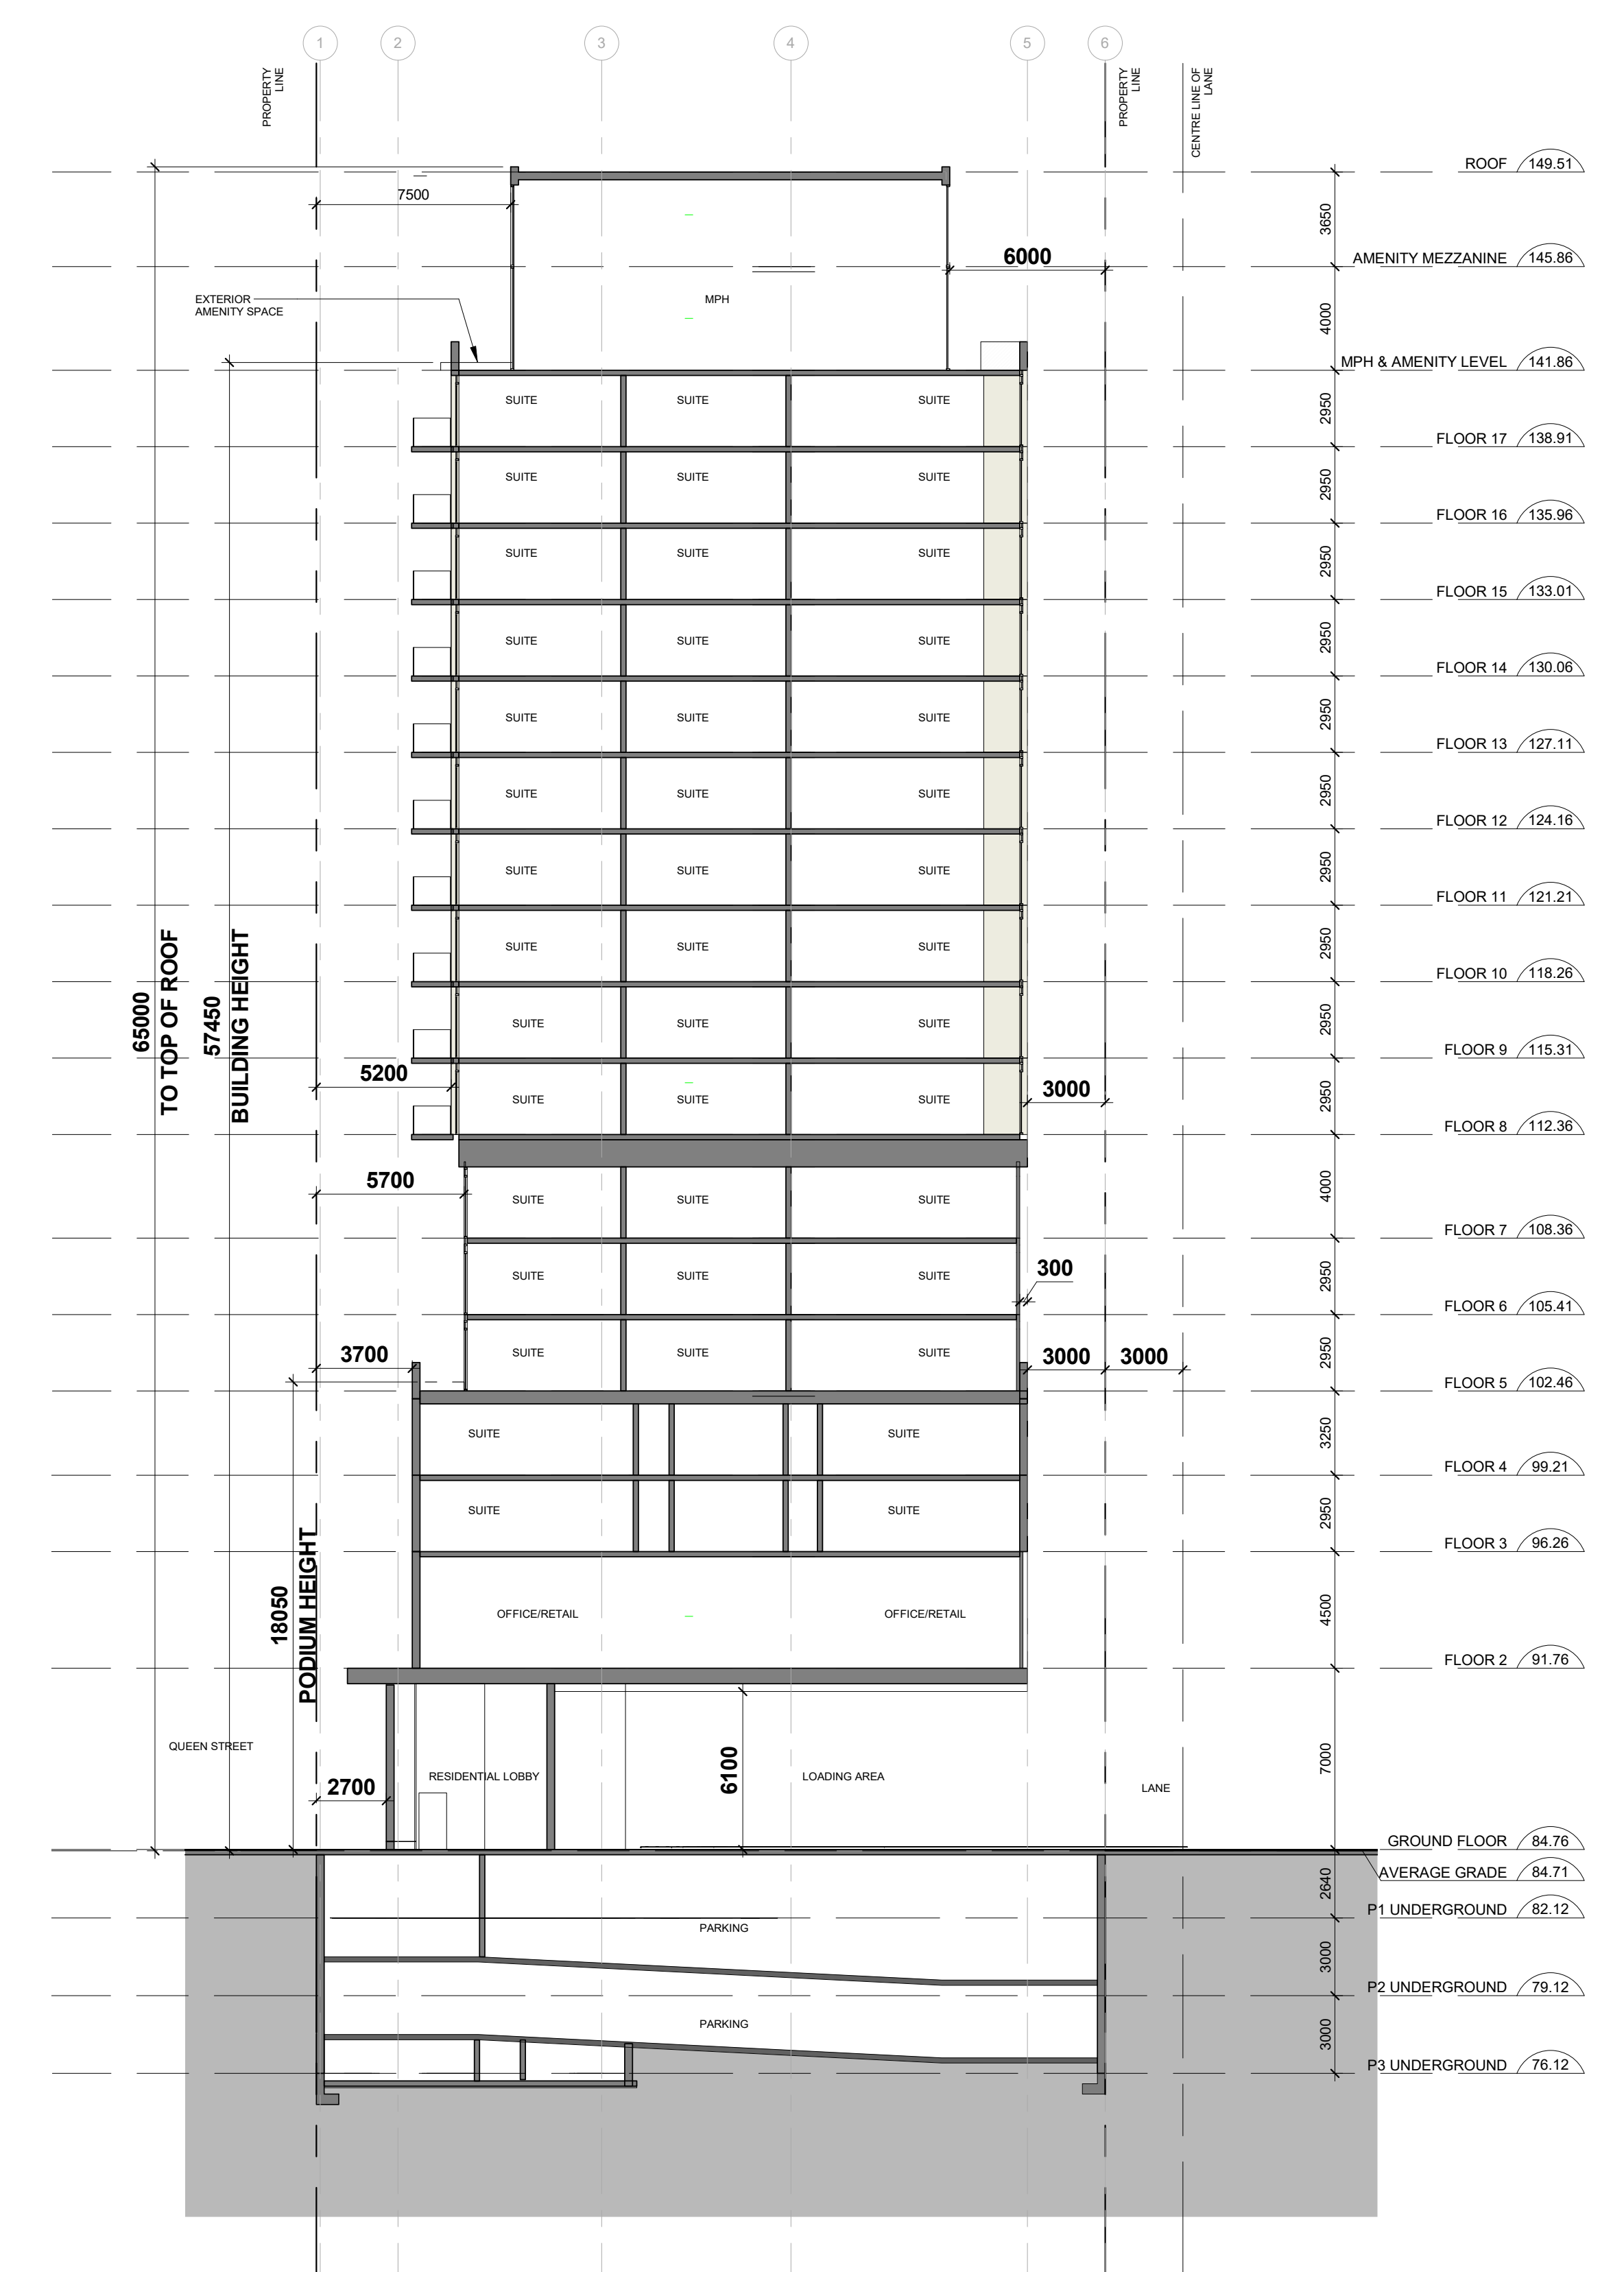 1
2
3
4
5
6
PROPERTY
LINE
PROPERTY
LINE
CENTRE LINE OF
LANE
ROOF 149.51
7500
3650
6000
AMENITY MEZZANINE 145.86
EXTERIOR
AMENITY SPACE
MPH
4000
MPH & AMENITY LEVEL 141.86
SUITE SUITE SUITE
2950
FLOOR 17 138.91
SUITE SUITE SUITE
2950
FLOOR 16 135.96
SUITE SUITE SUITE
2950
FLOOR 15 133.01
SUITE SUITE SUITE
2950
FLOOR 14 130.06
SUITE SUITE SUITE
2950
FLOOR 13 127.11
SUITE SUITE SUITE
2950
FLOOR 12 124.16
SUITE SUITE SUITE
2950
FLOOR 11 121.21
SUITE SUITE SUITE
2950
FLOOR 10 118.26
65000
TO TOP OF ROOF
57450
BUILDING HEIGHT
SUITE SUITE SUITE
2950
FLOOR 9 115.31
5200
3000
SUITE SUITE SUITE
2950
FLOOR 8 112.36
5700
SUITE SUITE SUITE
4000
FLOOR 7 108.36
300
SUITE SUITE SUITE
2950
FLOOR 6 105.41
3700
SUITE SUITE SUITE
3000 3000
2950
FLOOR 5 102.46
SUITE SUITE
3250
FLOOR 4 99.21
SUITE SUITE
2950
FLOOR 3 96.26
18050
PODIUM HEIGHT
OFFICE/RETAIL OFFICE/RETAIL
4500
FLOOR 2 91.76
QUEEN STREET
2700
RESIDENTIAL LOBBY
6100
LOADING AREA
LANE
7000
GROUND FLOOR 84.76
AVERAGE GRADE 84.71
2640
P1 UNDERGROUND 82.12
PARKING
3000
P2 UNDERGROUND 79.12
PARKING
3000
P3 UNDERGROUND 76.12